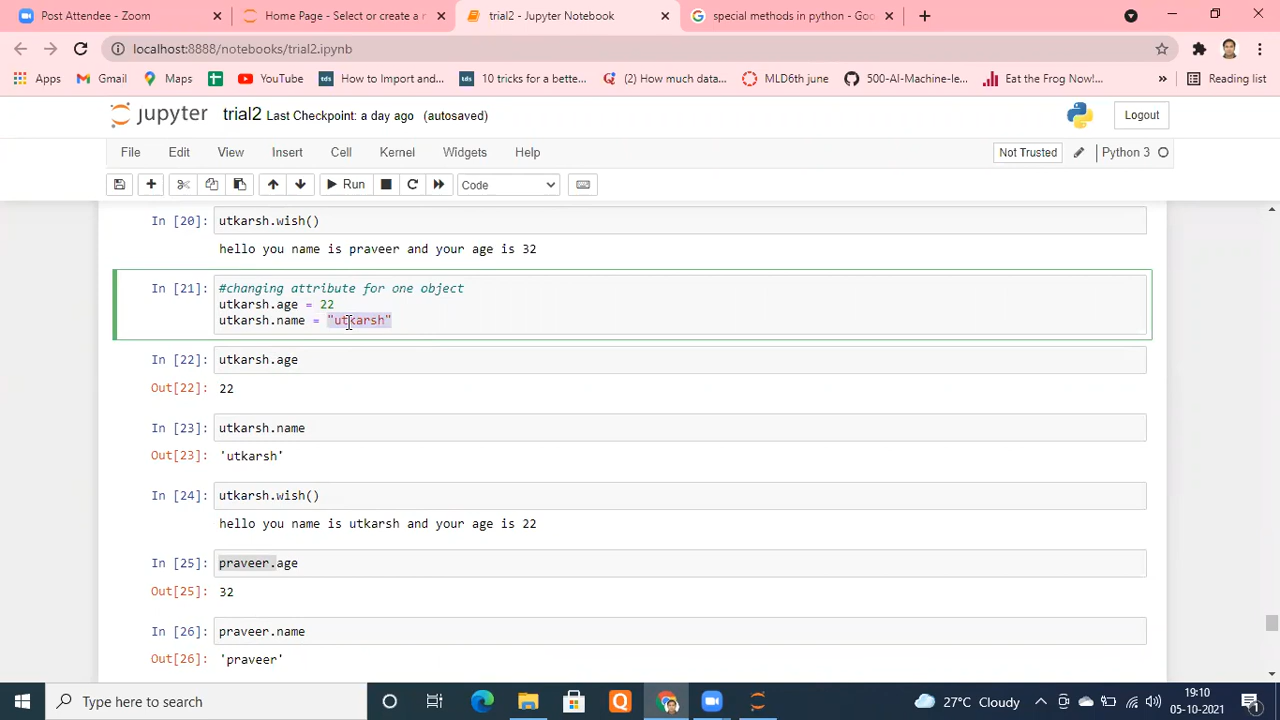 Post Attendee - Zoom
Home Page - Select or create a n
trial2 - Jupyter Notebook
special methods in python - Goo
localhost:8888/notebooks/trial2.ipynb
Apps
Gmail
Maps
YouTube
How to Import and...
10 tricks for a bette...
(2) How much data...
MLD6th june
500-AI-Machine-le...
Eat the Frog Now!...
»
Reading list
jupyter
trial2 Last Checkpoint: a day ago (autosaved)
Logout
File
Edit
View
Insert
Cell
Kernel
Widgets
Help
Not Trusted
Python 3
Run
Code
In [20]: utkarsh.wish()
hello you name is praveer and your age is 32
In [21]: #changing attribute for one object
utkarsh.age = 22
utkarsh.name = "utkarsh"
In [22]: utkarsh.age
Out[22]: 22
In [23]: utkarsh.name
Out[23]: 'utkarsh'
In [24]: utkarsh.wish()
hello you name is utkarsh and your age is 22
In [25]: praveer.age
Out[25]: 32
In [26]: praveer.name
Out[26]: 'praveer'
Type here to search
27°C Cloudy
19:10
05-10-2021